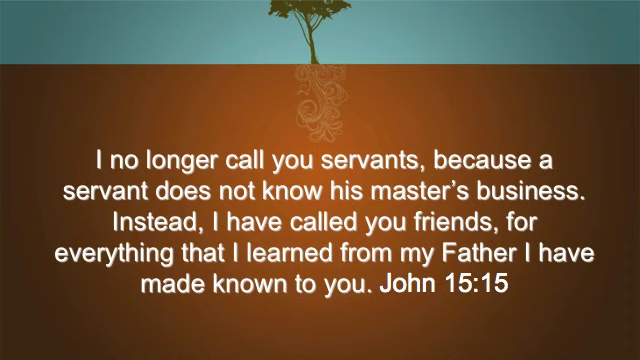 I no longer call you servants, because a
servant does not know his master’s business.
Instead, I have called you friends, for
everything that I learned from my Father I have
made known to you. John 15:15